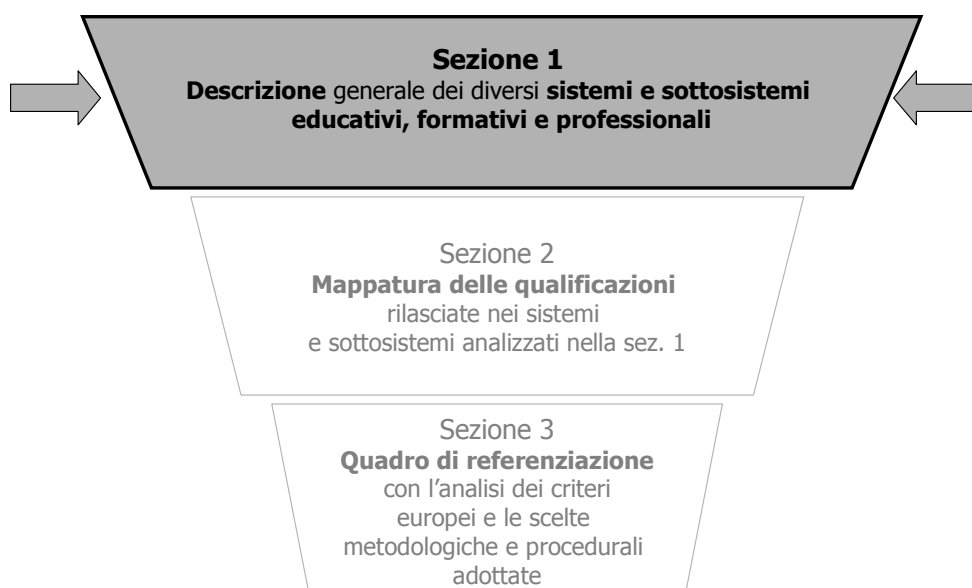 Sezione 1
Descrizione generale dei diversi sistemi e sottosistemi
educativi, formativi e professionali
Sezione 2
Mappatura delle qualificazioni
rilasciate nei sistemi
e sottosistemi analizzati nella sez. 1
Sezione 3
Quadro di referenziazione
con l'analisi dei criteri
europei e le scelte
metodologiche e procedurali
adottate